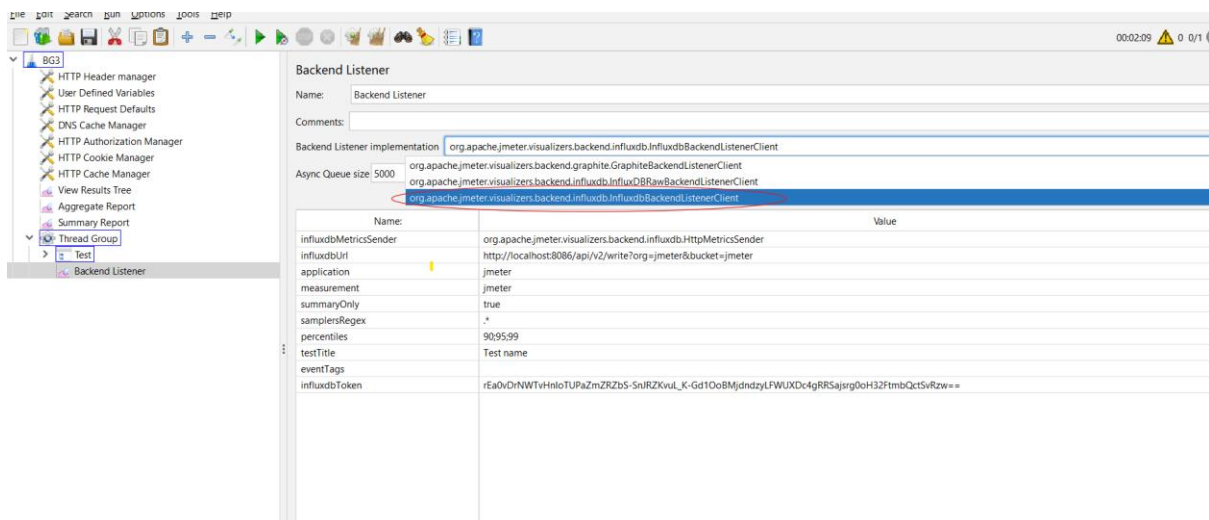 File Edit Search Run Options Tools Help
00:02:09 0 0/1
BG3
HTTP Header manager
User Defined Variables
HTTP Request Defaults
DNS Cache Manager
HTTP Authorization Manager
HTTP Cookie Manager
HTTP Cache Manager
View Results Tree
Aggregate Report
Summary Report
Thread Group
Test
Backend Listener
Backend Listener
Name: Backend Listener
Comments:
Backend Listener implementation org.apache.jmeter.visualizers.backend.influxdb.InfluxdbBackendListenerClient
org.apache.jmeter.visualizers.backend.graphite.GraphiteBackendListenerClient
Async Queue size 5000
org.apache.jmeter.visualizers.backend.influxdb.InfluxDBRawBackendListenerClient
org.apache.jmeter.visualizers.backend.influxdb.InfluxdbBackendListenerClient
Name: Value
influxdbMetricsSender org.apache.jmeter.visualizers.backend.influxdb.HttpMetricsSender
influxdbUrl http://localhost:8086/api/v2/write?org=jmeter&bucket=jmeter
application jmeter
measurement jmeter
summaryOnly true
samplersRegex .*
percentiles 90;95;99
testTitle Test name
eventTags
influxdbToken